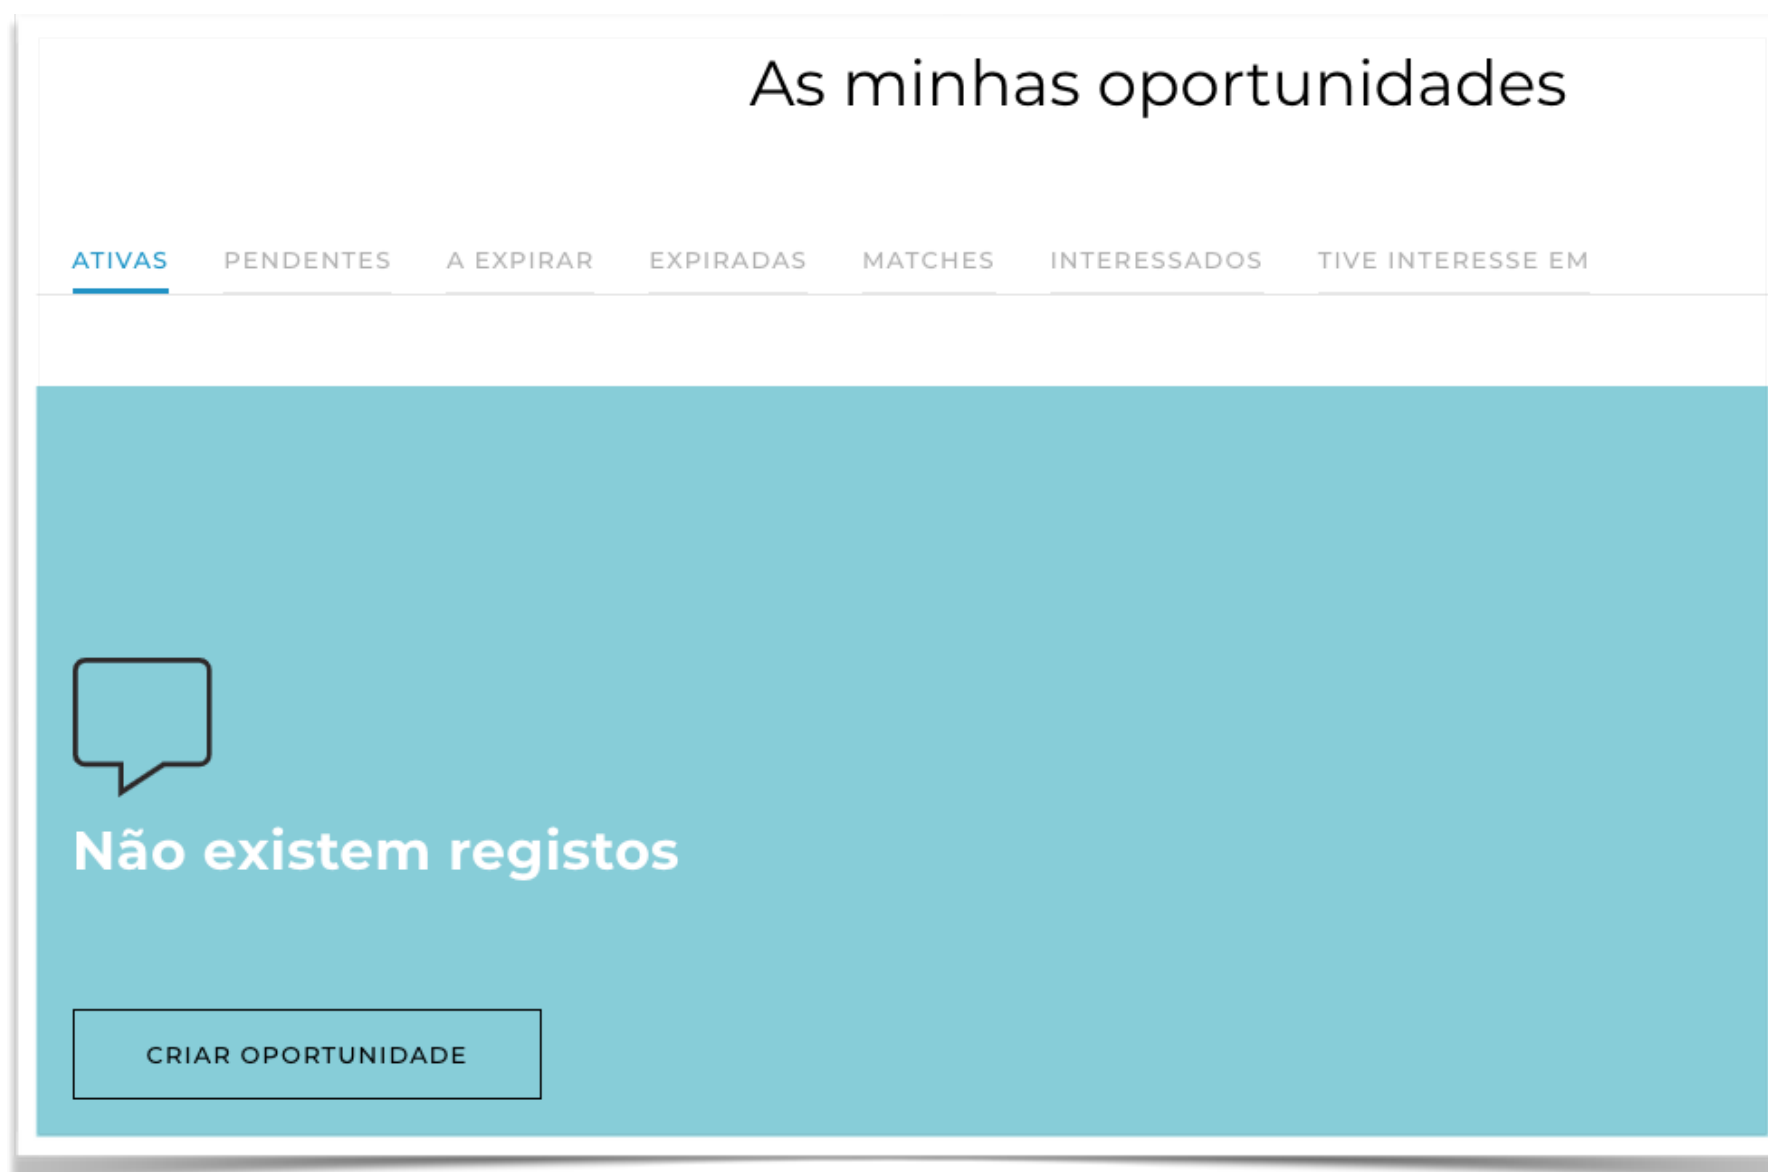 As minhas oportunidades
ATIVAS PENDENTES A EXPIRAR EXPIRADAS MATCHES INTERESSADOS TIVE INTERESSE EM
Não existem registos
CRIAR OPORTUNIDADE